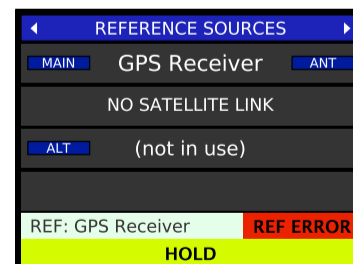 REFERENCE SOURCES
MAIN GPS Receiver ANT
NO SATELLITE LINK
ALT (not in use)
REF: GPS Receiver REF ERROR
HOLD